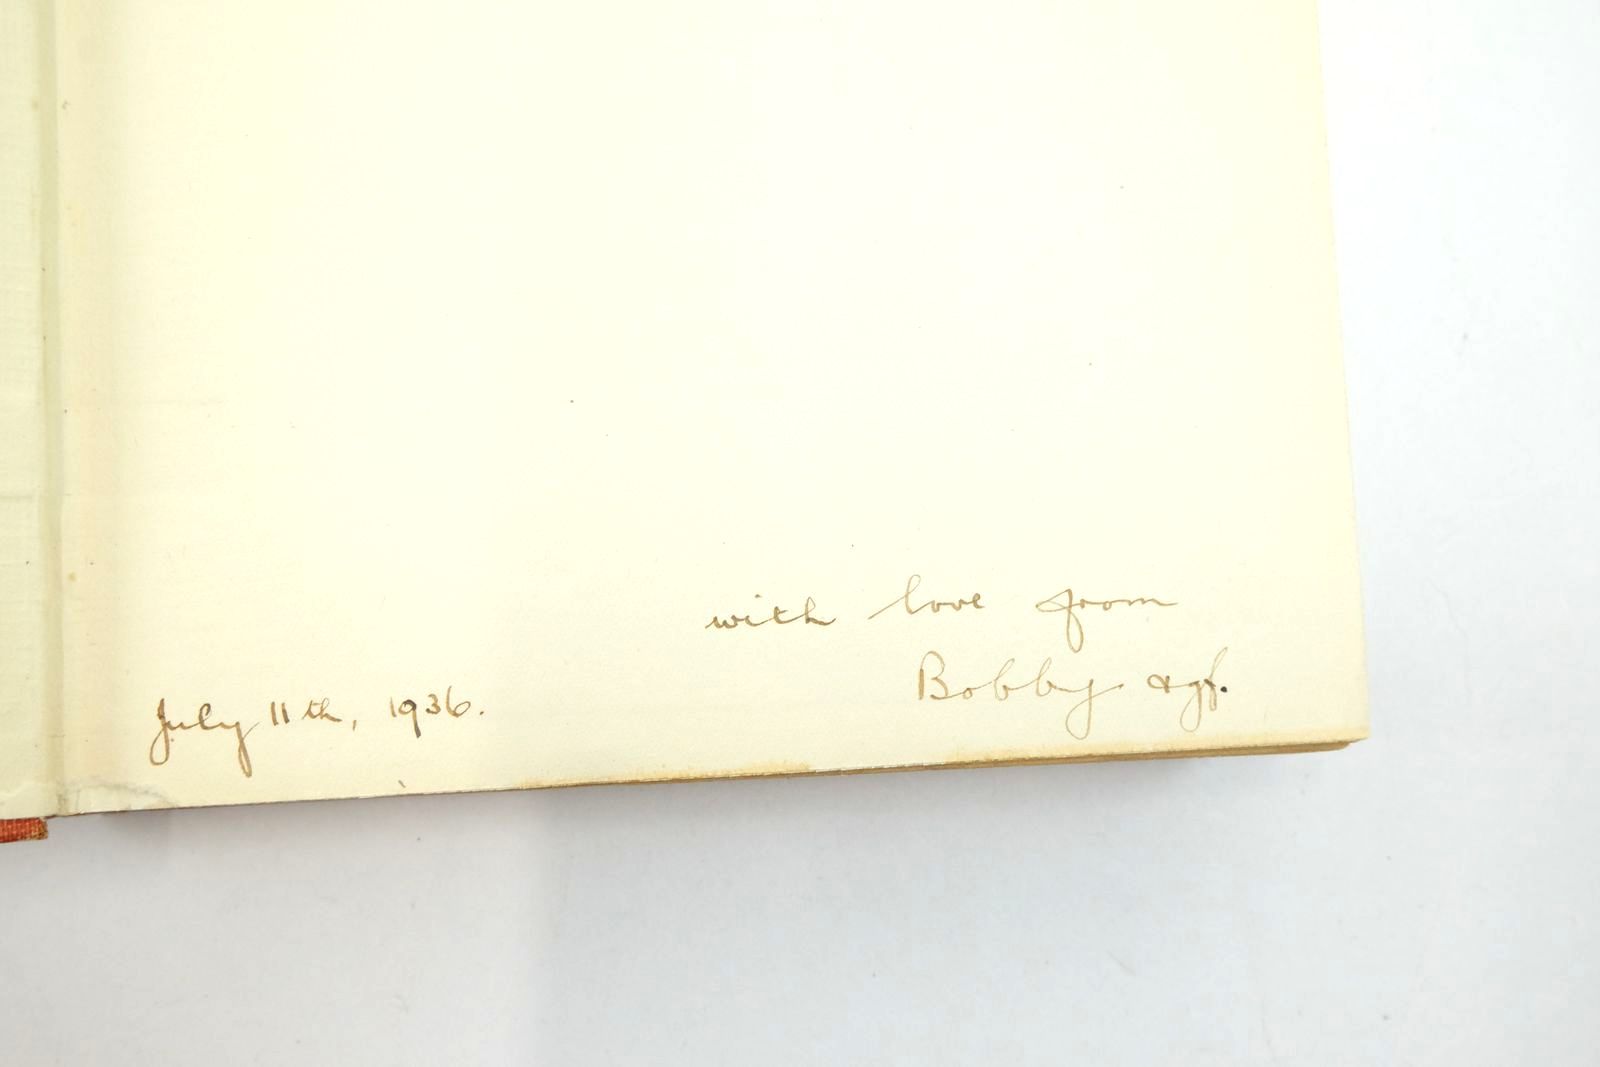 with love from
Bobby
July 11th, 1936.